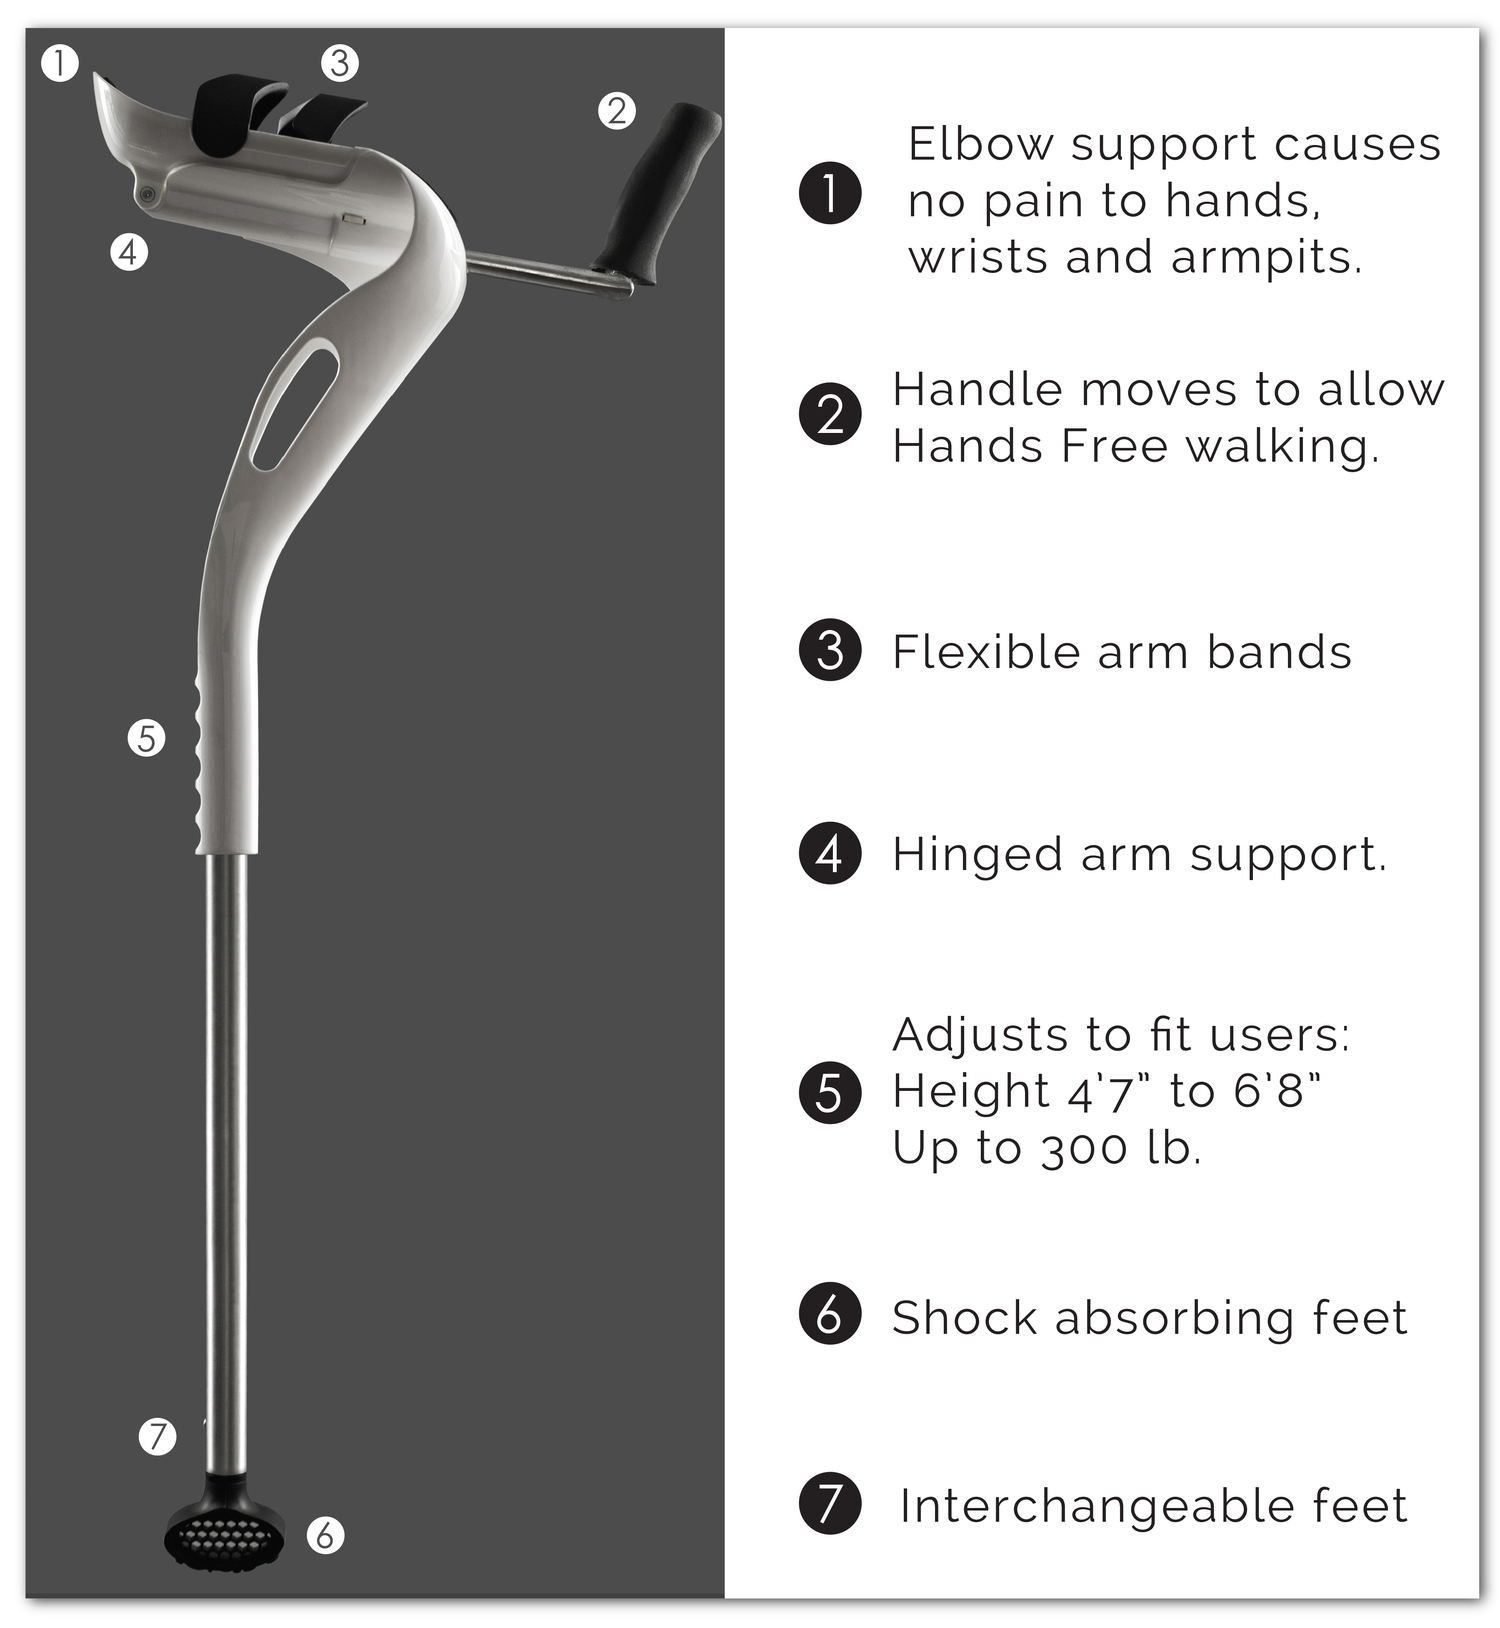 1
3
2
4
5
7
6
1
Elbow support causes
no pain to hands,
wrists and armpits.
2
Handle moves to allow
Hands Free walking.
3
Flexible arm bands
4
Hinged arm support.
5
Adjusts to fit users:
Height 4'7" to 6'8"
Up to 300 lb.
6
Shock absorbing feet
7
Interchangeable feet